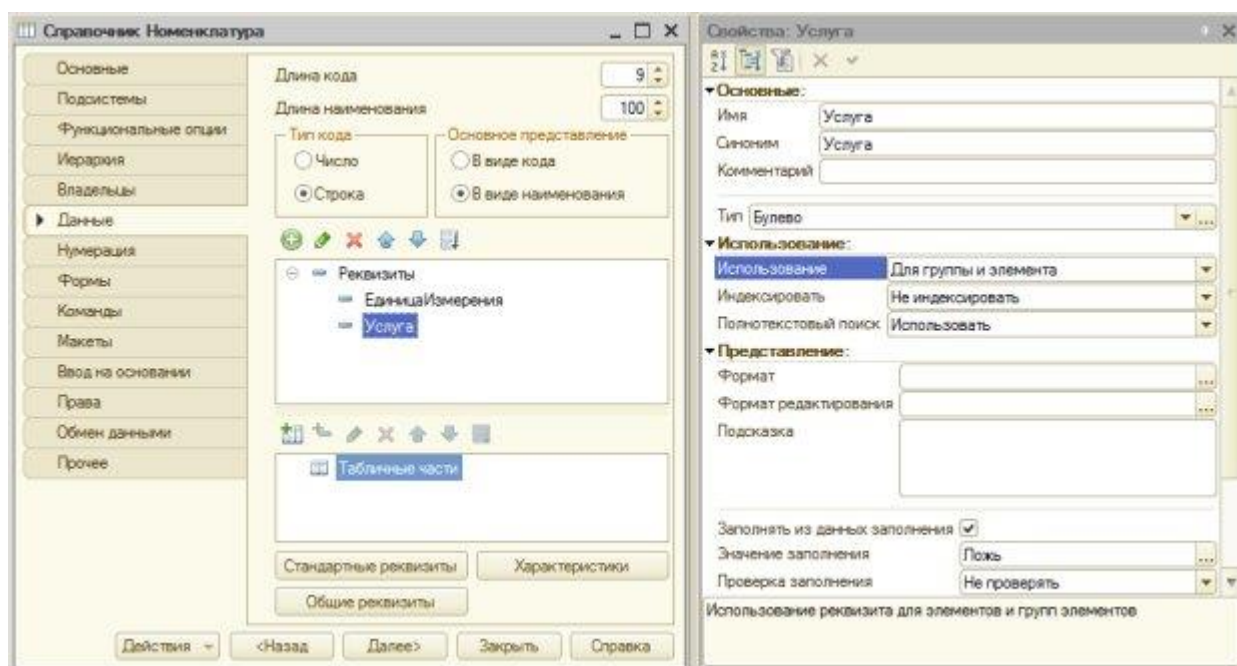 Справочник Номенклатура
Основные
Подсистемы
Функциональные опции
Иерархия
Владельцы
Данные
Нумерация
Формы
Команды
Макеты
Ввод на основании
Права
Обмен данными
Прочее
Длина кода
9
Длина наименования
100
Тип кода
Число
Строка
Основное представление
В виде кода
В виде наименования
Реквизиты
ЕдиницаИзмерения
Услуга
Табличные части
Стандартные реквизиты
Характеристики
Общие реквизиты
Действия
<Назад
Далее>
Закрыть
Справка
Свойства: Услуга
Основные:
Имя Услуга
Синоним Услуга
Комментарий
Тип Булево ...
Использование:
Использование Для группы и элемента
Индексировать Не индексировать
Полнотекстовый поиск Использовать
Представление:
Формат ...
Формат редактирования ...
Подсказка
Заполнять из данных заполнения
Значение заполнения Ложь ...
Проверка заполнения Не проверять
Использование реквизита для элементов и групп элементов